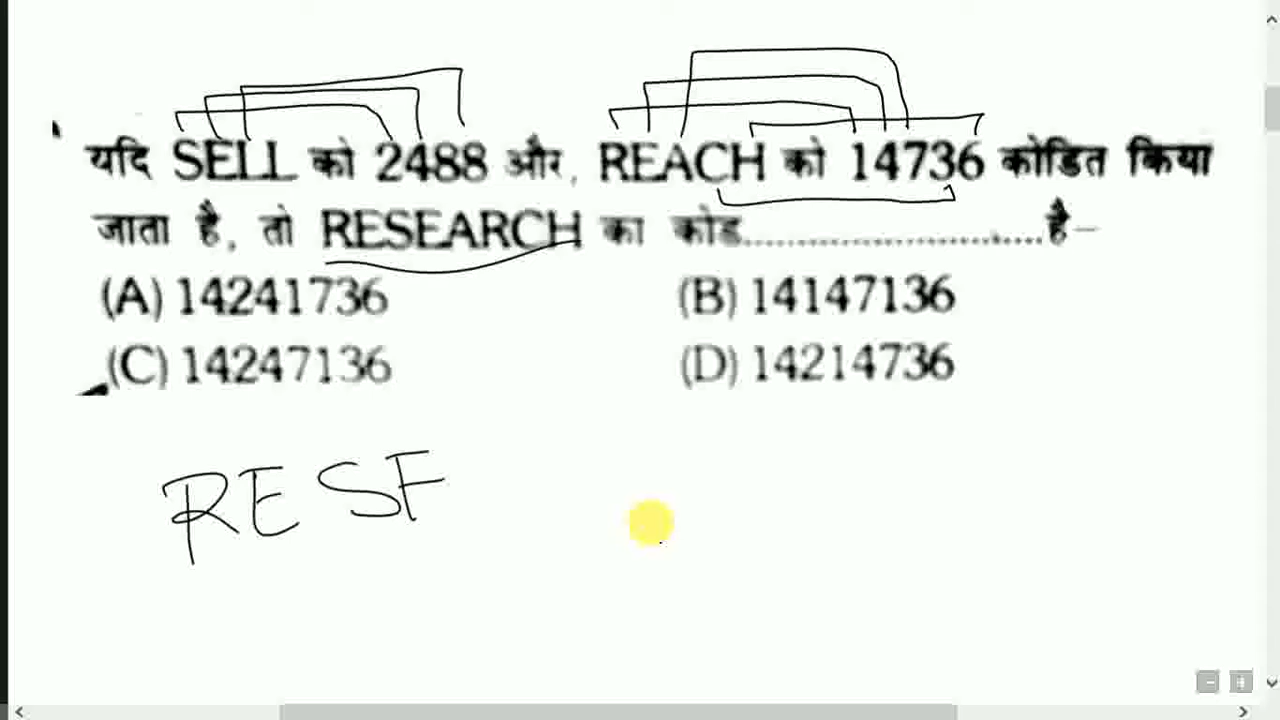 यदि SELL को 2488 और, REACH को 14736 कोडित किया
जाता है, तो RESEARCH का कोड..............................है–
(A) 14241736
(B) 14147136
(C) 14247136
(D) 14214736
RESF